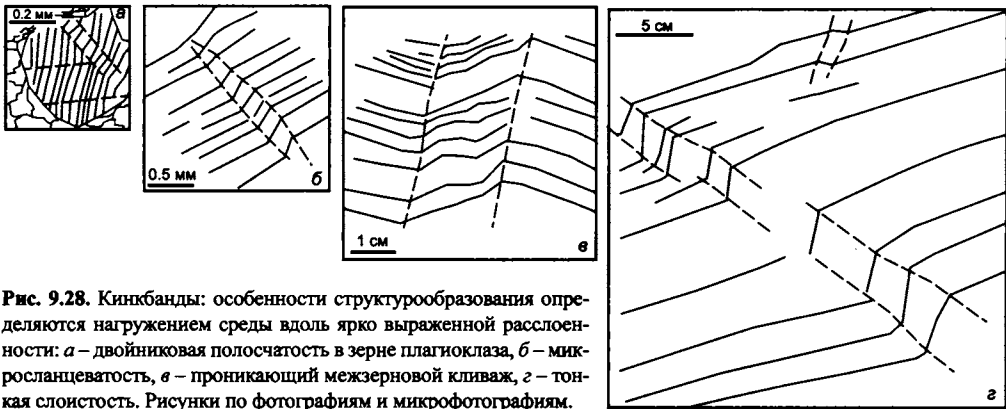 0.2 мм
а
0.5 мм
б
1 см
в
5 см
г
Рис. 9.28. Кинкбанды: особенности структурообразования опре-
деляются нагружением среды вдоль ярко выраженной расслоен-
ности: а – двойниковая полосчатость в зерне плагиоклаза, б – мик-
росланцеватость, в – проникающий межзерновой кливаж, г – тон-
кая слоистость. Рисунки по фотографиям и микрофотографиям.